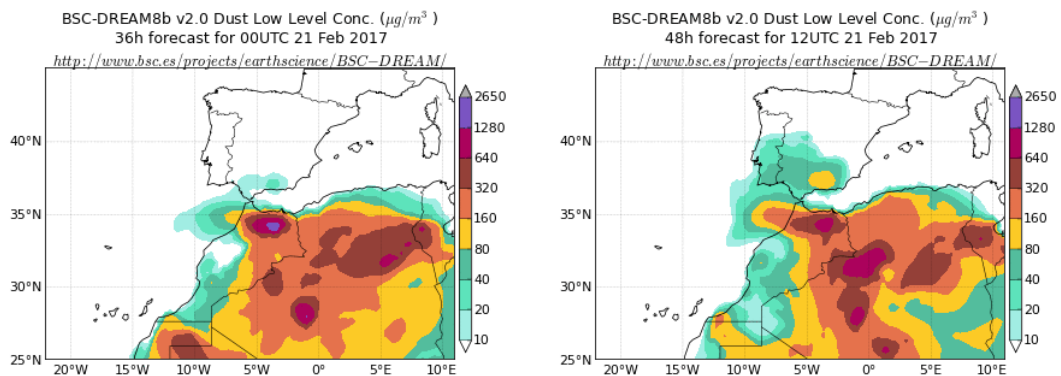 BSC-DREAM8b v2.0 Dust Low Level Conc. (μg/m³ )
36h forecast for 00UTC 21 Feb 2017
http://www.bsc.es/projects/earthscience/BSC−DREAM/
40°N
35°N
30°N
25°N
20°W
15°W
10°W
5°W
0°
5°E
10°E
2650
1280
640
320
160
80
40
20
10
BSC-DREAM8b v2.0 Dust Low Level Conc. (μg/m³ )
48h forecast for 12UTC 21 Feb 2017
http://www.bsc.es/projects/earthscience/BSC−DREAM/
40°N
35°N
30°N
25°N
20°W
15°W
10°W
5°W
0°
5°E
10°E
2650
1280
640
320
160
80
40
20
10